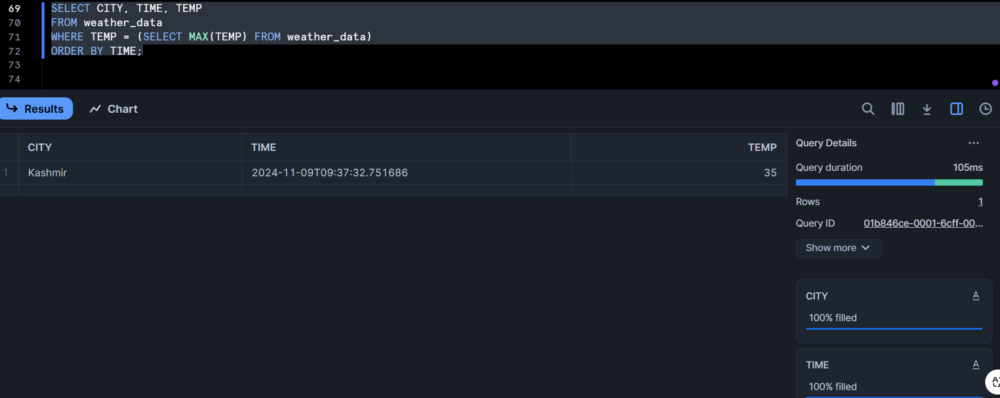 69 SELECT CITY, TIME, TEMP
70 FROM weather_data
71 WHERE TEMP = (SELECT MAX(TEMP) FROM weather_data)
72 ORDER BY TIME;
73
74
Results Chart
CITY TIME TEMP
1 Kashmir 2024-11-09T09:37:32.751686 35
Query Details ...
Query duration 105ms
Rows 1
Query ID 01b846ce-0001-6cff-00...
Show more
CITY A
100% filled
TIME A
100% filled